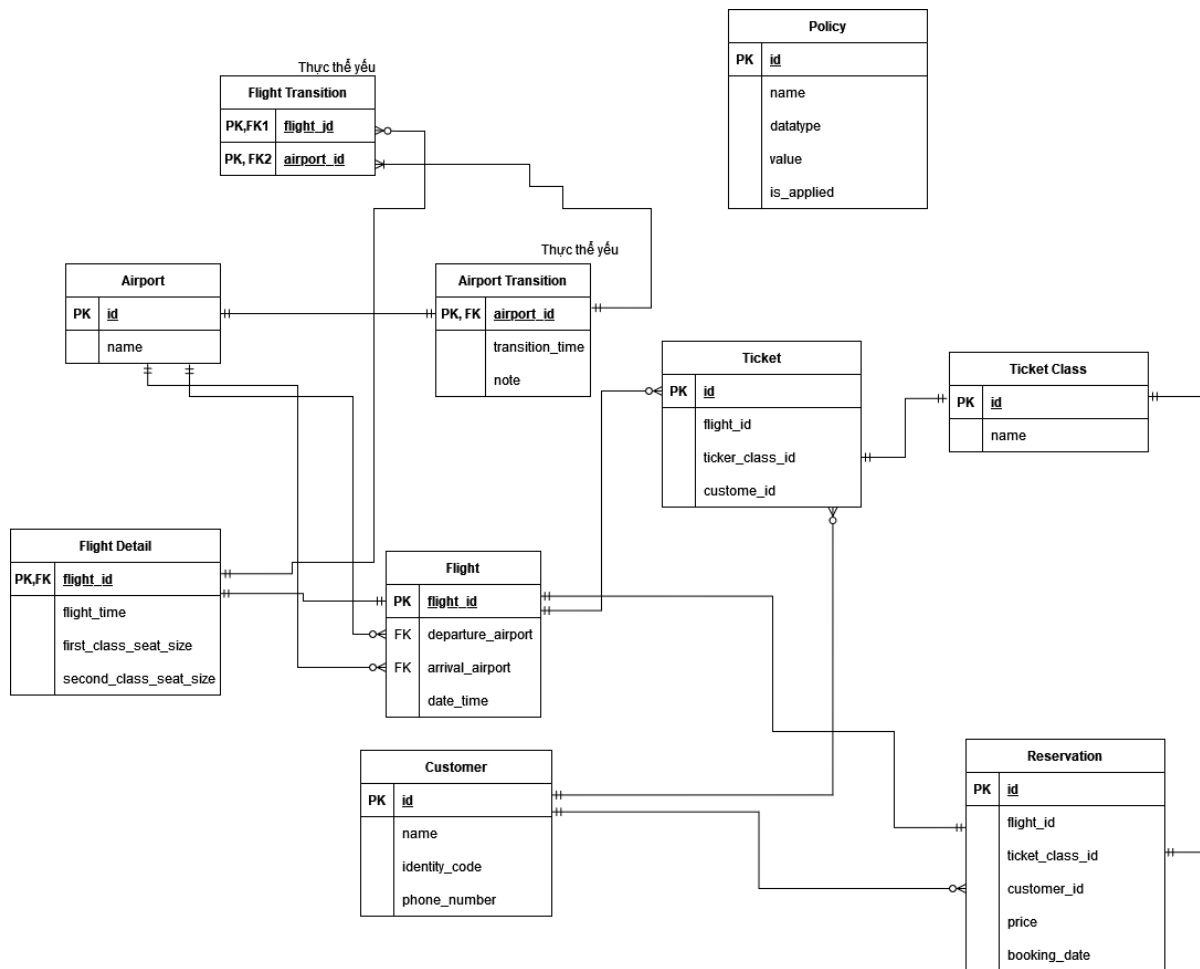 Policy
PK id
name
datatype
value
is_applied
Thực thể yếu
Flight Transition
PK,FK1 flight_jd
PK, FK2 airport_id
Airport
PK id
name
Thực thể yếu
Airport Transition
PK, FK airport_id
transition_time
note
Ticket
PK id
flight_id
ticker_class_id
custome_id
Ticket Class
PK id
name
Flight Detail
PK,FK flight_id
flight_time
first_class_seat_size
second_class_seat_size
Flight
PK flight_id
FK departure_airport
FK arrival_airport
date_time
Customer
PK id
name
identity_code
phone_number
Reservation
PK id
flight_id
ticket_class_id
customer_id
price
booking_date